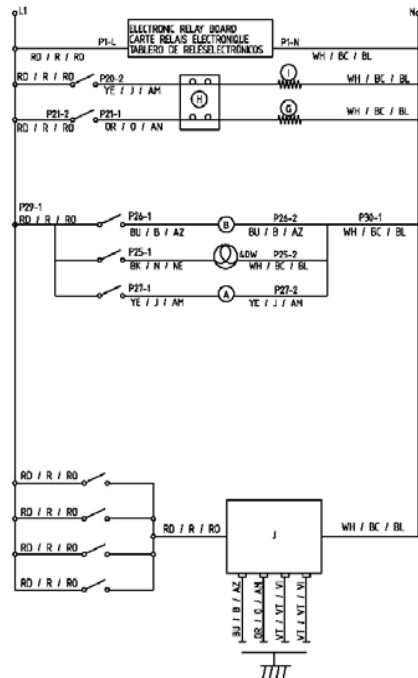 L1
N
ELECTRONIC RELAY BOARD
CARTE RELAIS ELECTRONIQUE
TABLERO DE RELESELECTRÓNICOS
P1-L
P1-N
RD / R / RO
WH / BC / BL
RD / R / RO
P20-2
YE / J / AM
H
I
WH / BC / BL
P21-2
RD / R / RO
P21-1
OR / O / AN
G
WH / BC / BL
P29-1
RD / R / RO
P26-1
BU / B / AZ
B
P26-2
BU / B / AZ
P30-1
WH / BC / BL
P25-1
BK / N / NE
40W
P25-2
WH / BC / BL
P27-1
YE / J / AM
A
P27-2
YE / J / AM
RD / R / RO
RD / R / RO
RD / R / RO
RD / R / RO
RD / R / RO
J
WH / BC / BL
BU / B / AZ
OR / O / AM
VT / VT / VI
VT / VT / VI